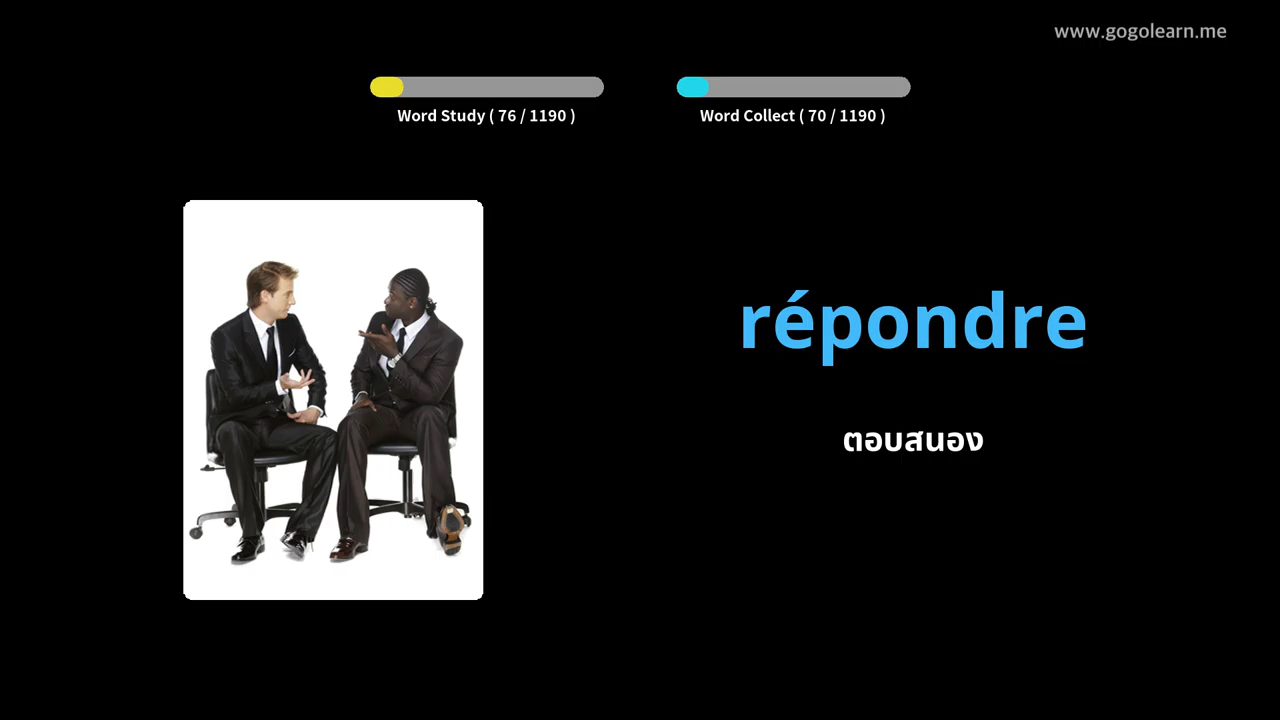 www.gogolearn.me
Word Study ( 76 / 1190 )
Word Collect ( 70 / 1190 )
répondre
ตอบสนอง